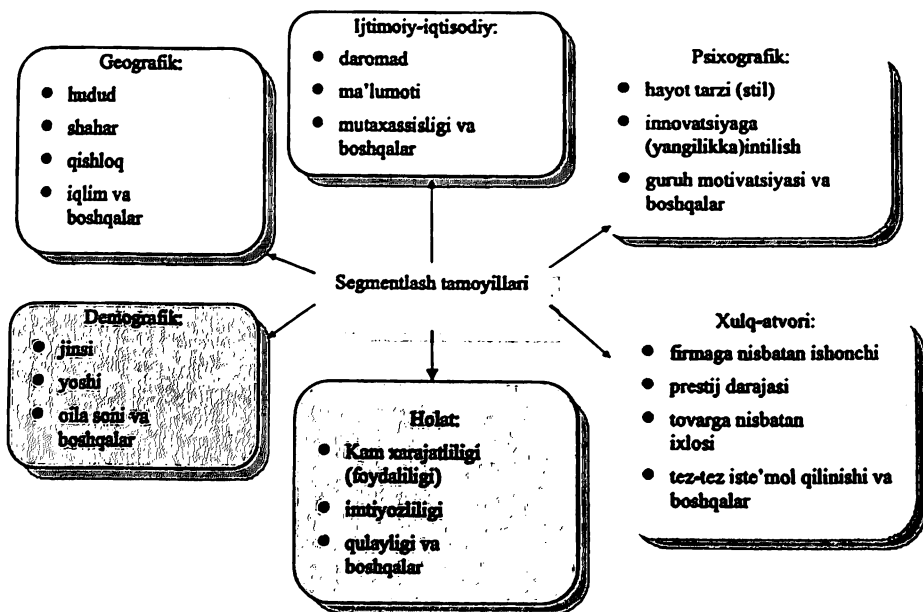 Geografik:
● hudud
● shahar
● qishloq
● iqlim va
boshqalar
Ijtimoiy-iqtisodiy:
● daromad
● ma'lumoti
● mutaxassisligi va
boshqalar
Psixografik:
● hayot tarzi (stil)
● innovatsiyaga
(yangilikka)intilish
● guruh motivatsiyasi va
boshqalar
Segmentlash tamoyillari
Demografik:
● jinsi
● yoshi
● oila soni va
boshqalar
Holat:
● Kam xarajatliligi
(foydaliligi)
● imtiyozliligi
● qulayligi va
boshqalar
Xulq-atvori:
● firmaga nisbatan ishonchi
● prestij darajasi
● tovarga nisbatan
ixlosi
● tez-tez iste'mol qilinishi va
boshqalar